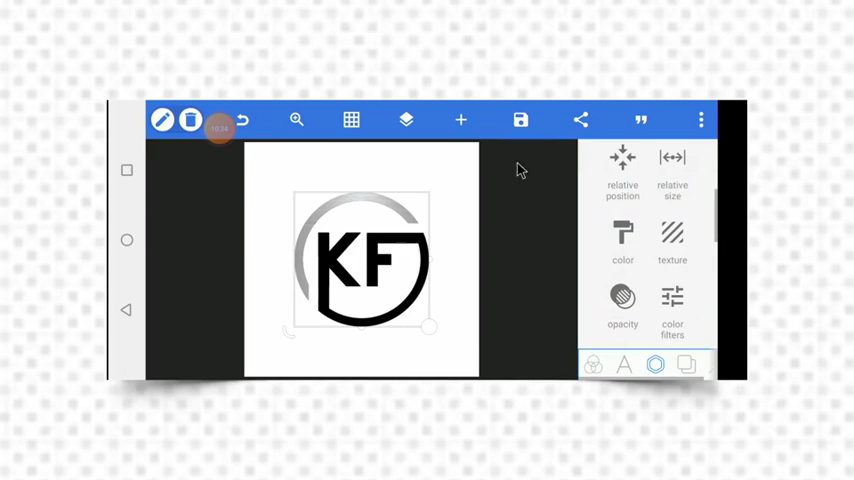 10:34
KF
relative relative
position size
color texture
opacity color
filters